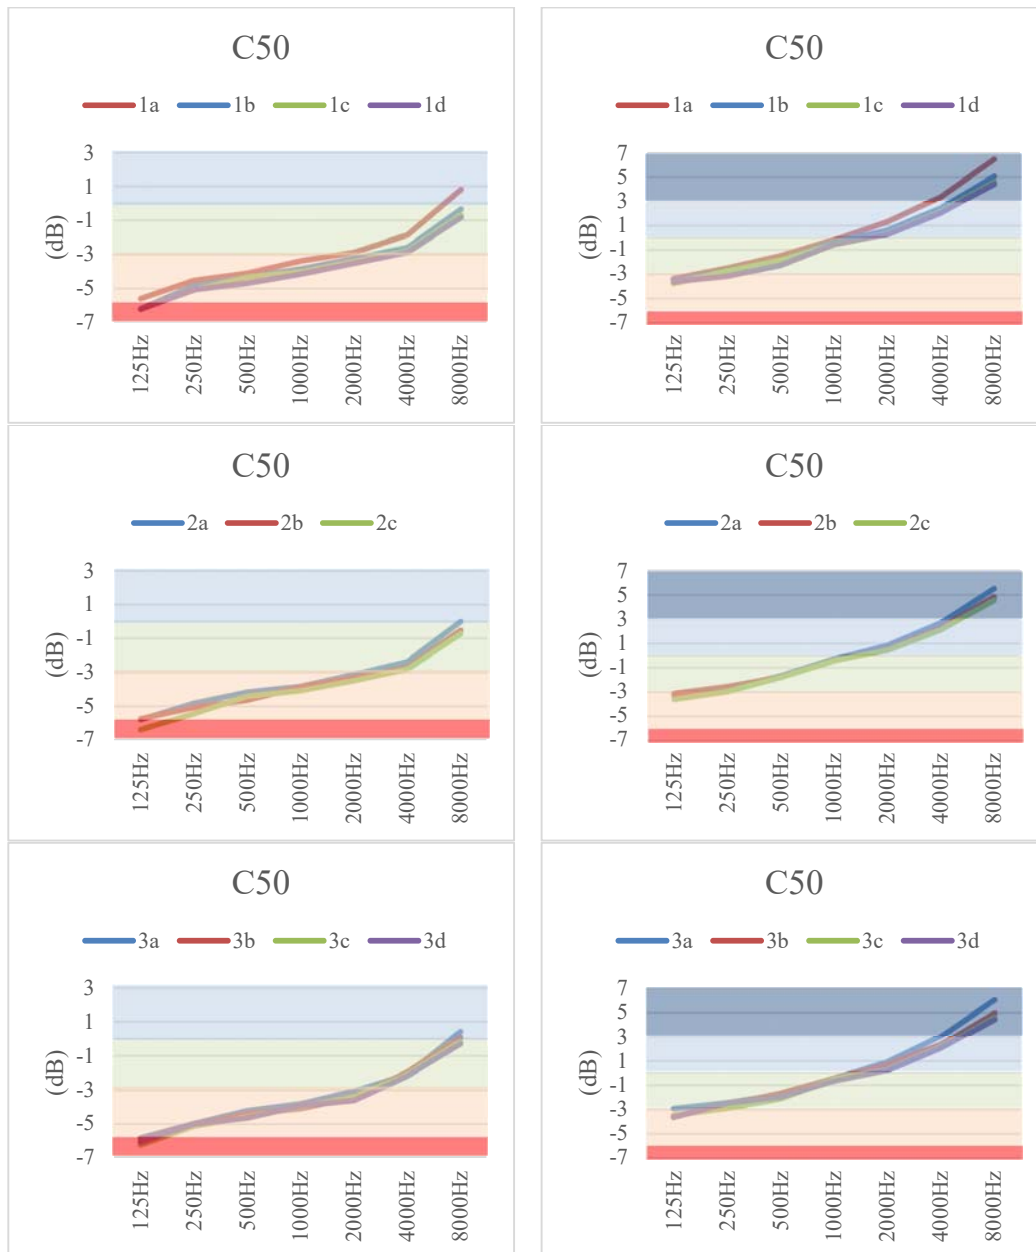 C50
1a 1b 1c 1d
3
1
-1
-3
-5
-7
(dB)
125Hz
250Hz
500Hz
1000Hz
2000Hz
4000Hz
8000Hz
C50
1a 1b 1c 1d
7
5
3
1
-1
-3
-5
-7
(dB)
125Hz
250Hz
500Hz
1000Hz
2000Hz
4000Hz
8000Hz
C50
2a 2b 2c
3
1
-1
-3
-5
-7
(dB)
125Hz
250Hz
500Hz
1000Hz
2000Hz
4000Hz
8000Hz
C50
2a 2b 2c
7
5
3
1
-1
-3
-5
-7
(dB)
125Hz
250Hz
500Hz
1000Hz
2000Hz
4000Hz
8000Hz
C50
3a 3b 3c 3d
3
1
-1
-3
-5
-7
(dB)
125Hz
250Hz
500Hz
1000Hz
2000Hz
4000Hz
8000Hz
C50
3a 3b 3c 3d
7
5
3
1
-1
-3
-5
-7
(dB)
125Hz
250Hz
500Hz
1000Hz
2000Hz
4000Hz
8000Hz